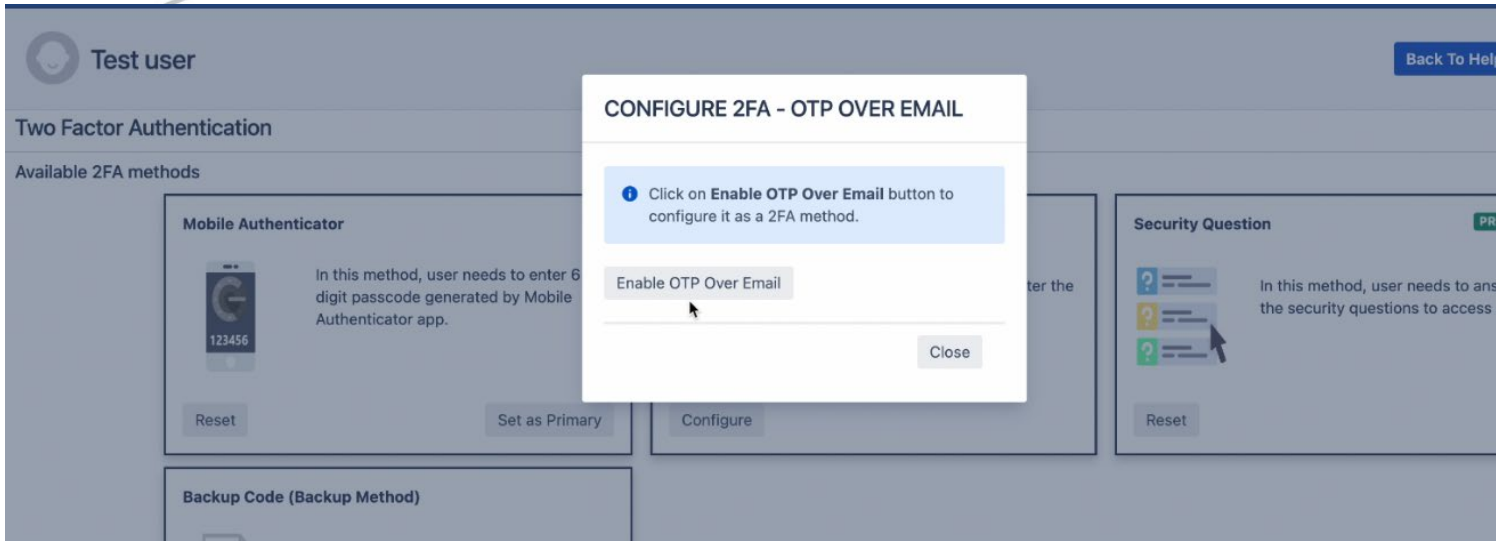 Test user
Back To Hel
Two Factor Authentication
Available 2FA methods
CONFIGURE 2FA - OTP OVER EMAIL
Click on Enable OTP Over Email button to
configure it as a 2FA method.
Enable OTP Over Email
Close
Mobile Authenticator
In this method, user needs to enter 6
digit passcode generated by Mobile
Authenticator app.
123456
Reset
Set as Primary
ter the
Configure
Security Question
PR
In this method, user needs to ans
the security questions to access
? 
?
?
Reset
Backup Code (Backup Method)